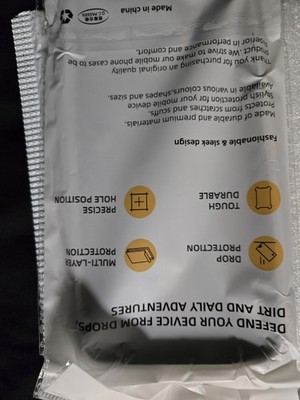 DEFEND YOUR DEVICE FROM DROPS,
DIRT AND DAILY ADVENTURES
DROP
PROTECTION
MULTI-LAYER
PROTECTION
TOUGH
DURABLE
PRECISE
HOLE POSITION
Fashionable & sleek design
Made of durable and premium materials.
Protects from scratches and scuffs.
Stylish protection for your mobile device
Available in various colours,shapes and sizes.
Thank you for purchasing an original quality
product. We strive to make our mobile phone cases to be
superior in performance and comfort.
Made in china